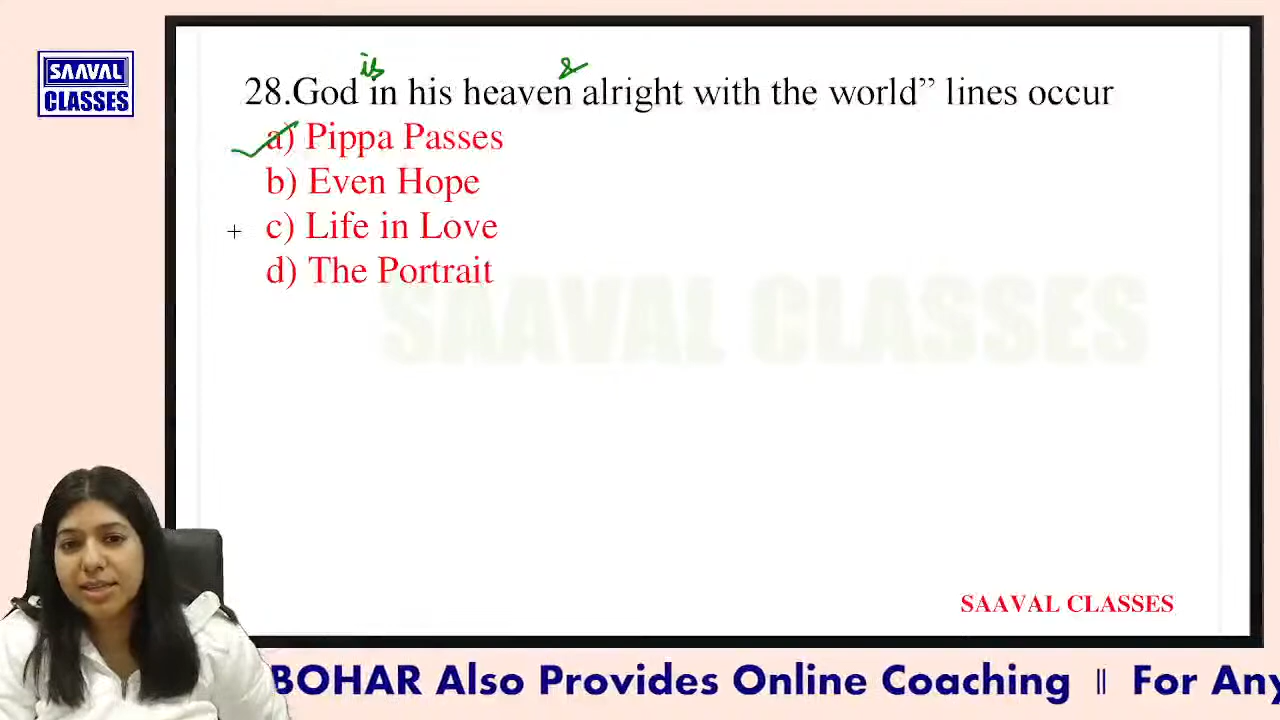 SAAVAL
CLASSES
is &
28.God in his heaven alright with the world” lines occur
a) Pippa Passes
b) Even Hope
c) Life in Love
d) The Portrait
SAAVAL CLASSES
SAAVAL CLASSES
BOHAR Also Provides Online Coaching || For Any